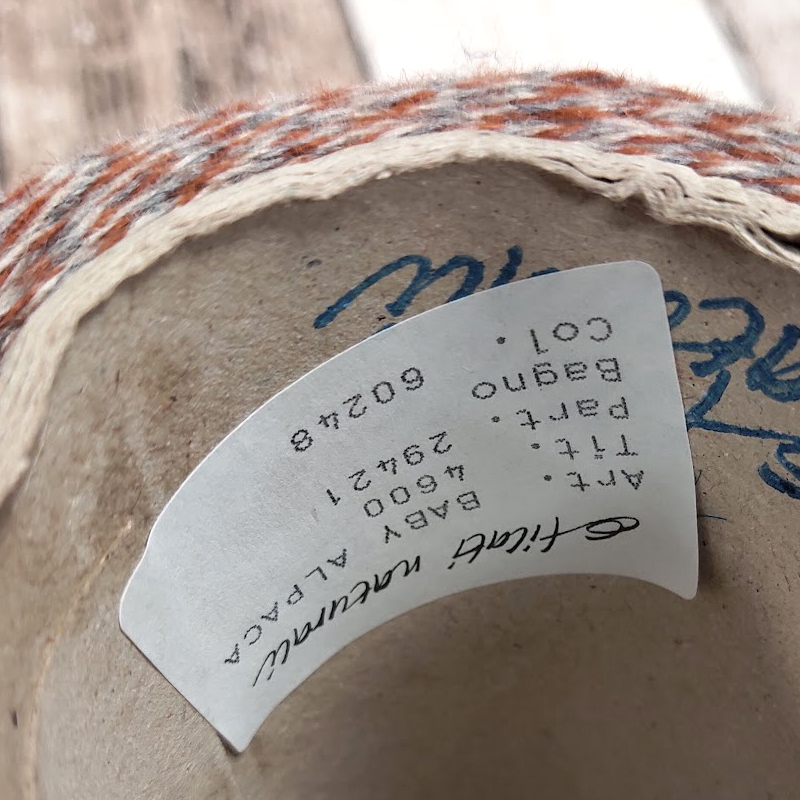 filati naturali
Art. BABY ALPACA
Tit. 4600
Part. 29421
Bagno
Col. 60248